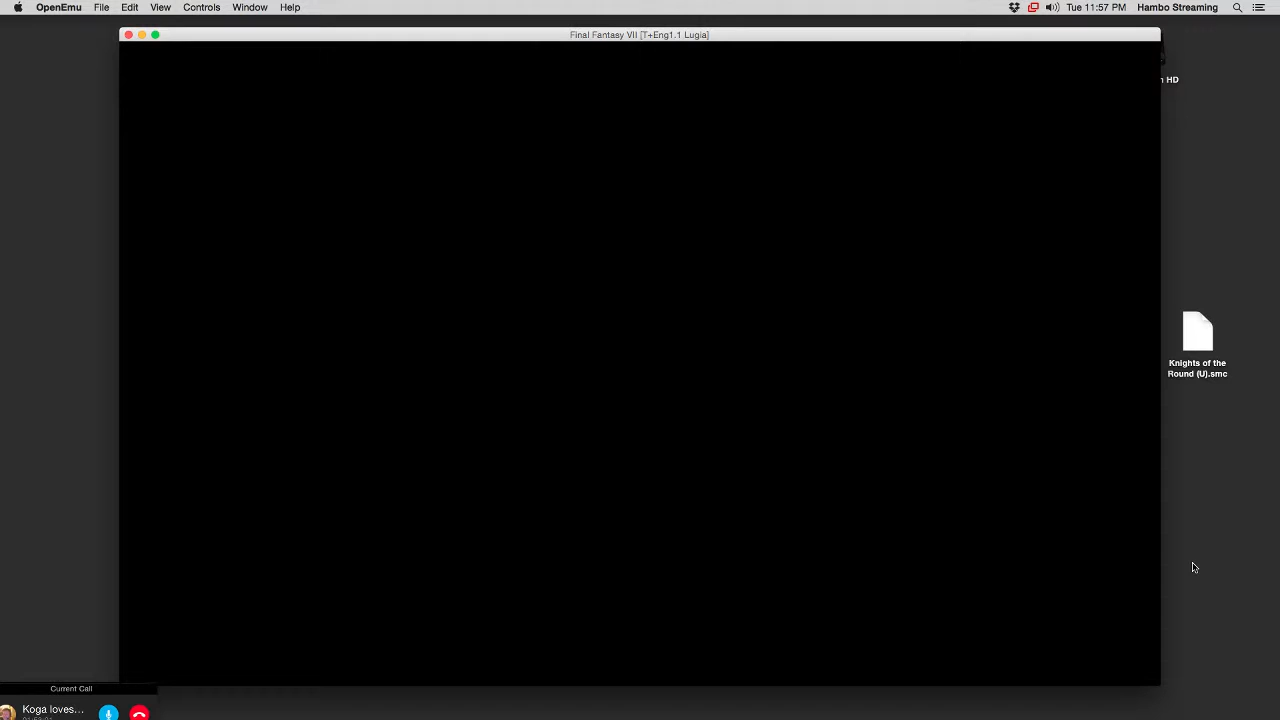 OpenEmu File Edit View Controls Window Help Tue 11:57 PM Hambo Streaming
Final Fantasy VII [T+Eng1.1 Lugia]
HD
Knights of the
Round (U).smc
Current Call
Koga loves...